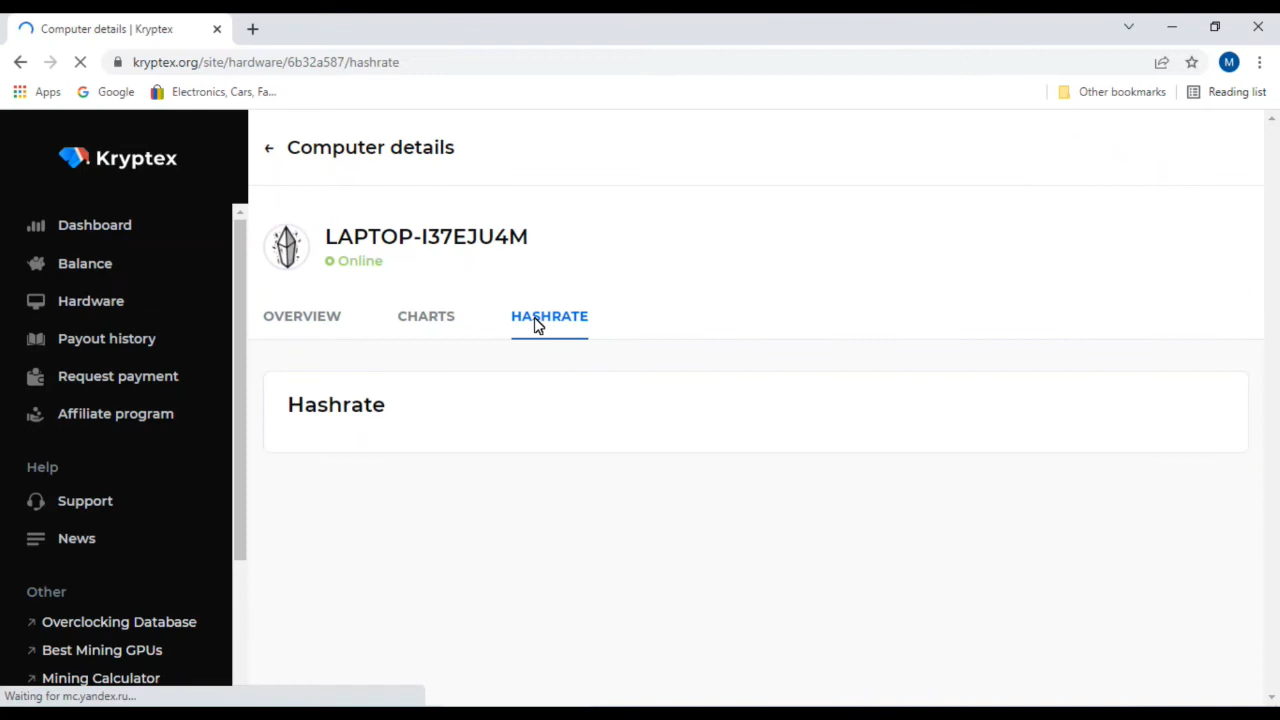 Computer details | Kryptex
kryptex.org/site/hardware/6b32a587/hashrate
M
Apps
Google
Electronics, Cars, Fa...
Other bookmarks
Reading list
Kryptex
Dashboard
Balance
Hardware
Payout history
Request payment
Affiliate program
Help
Support
News
Other
Overclocking Database
Best Mining GPUs
Mining Calculator
Computer details
LAPTOP-I37EJU4M
Online
OVERVIEW
CHARTS
HASHRATE
Hashrate
Waiting for mc.yandex.ru...